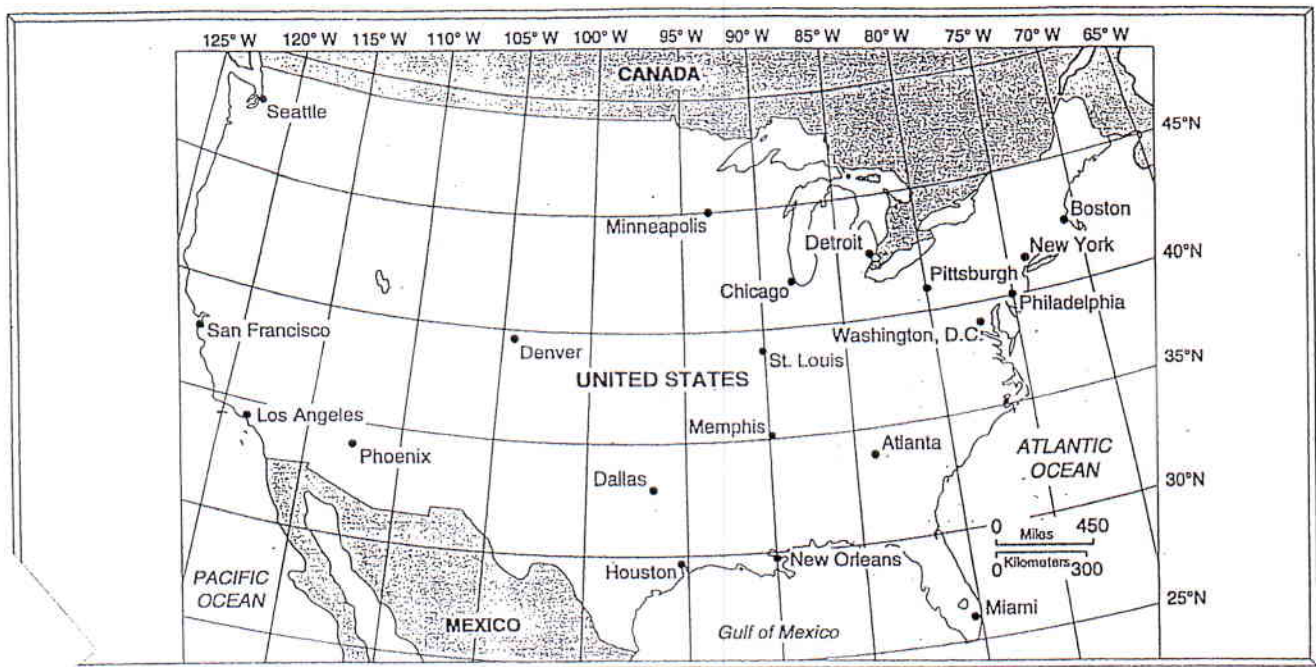 125° W 120° W 115° W 110° W 105° W 100° W 95° W 90° W 85° W 80° W 75° W 70° W 65° W
CANADA
Seattle
45°N
Minneapolis
Boston
Detroit
New York
40°N
Pittsburgh
Chicago
Philadelphia
San Francisco
Washington, D.C.
Denver
St. Louis
35°N
UNITED STATES
Los Angeles
Memphis
Atlanta
Phoenix
ATLANTIC
OCEAN
Dallas
30°N
0 Miles 450
New Orleans
0 Kilometers 300
Houston
PACIFIC
OCEAN
25°N
Miami
MEXICO
Gulf of Mexico